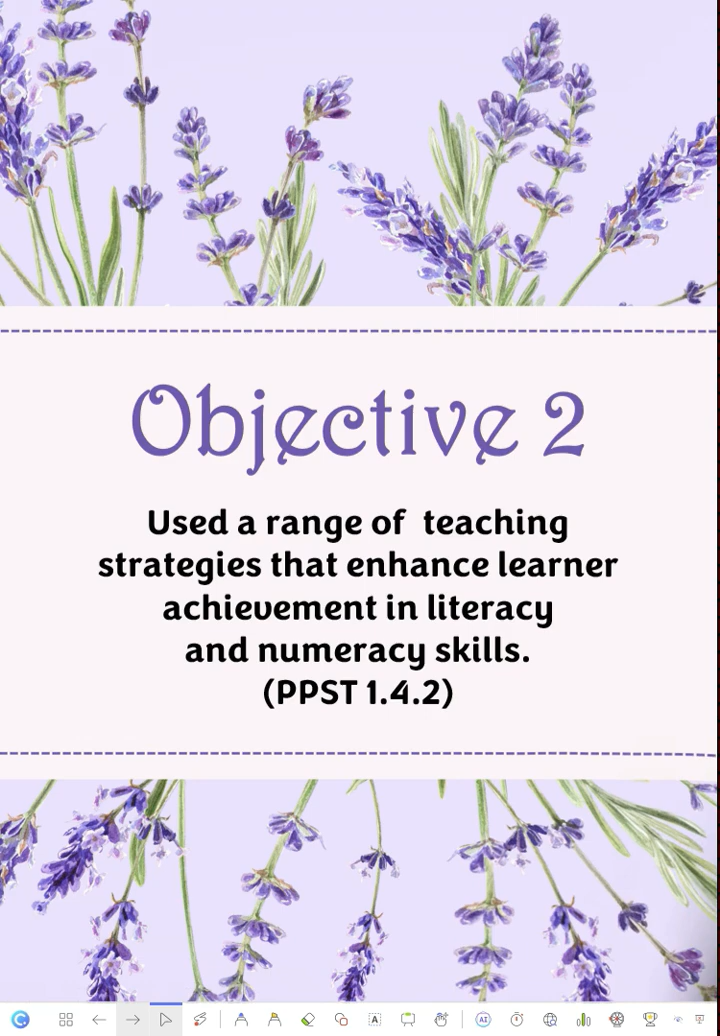 Objective 2
Used a range of  teaching
strategies that enhance learner
achievement in literacy
and numeracy skills.
(PPST 1.4.2)
A
AI